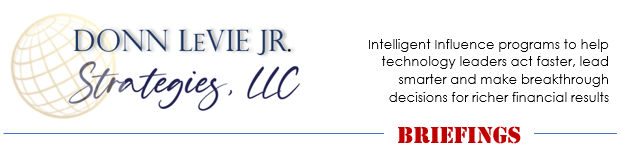 DONN LEVIE JR.
Strategies, LLC
Intelligent Influence programs to help
technology leaders act faster, lead
smarter and make breakthrough
decisions for richer financial results
BRIEFINGS